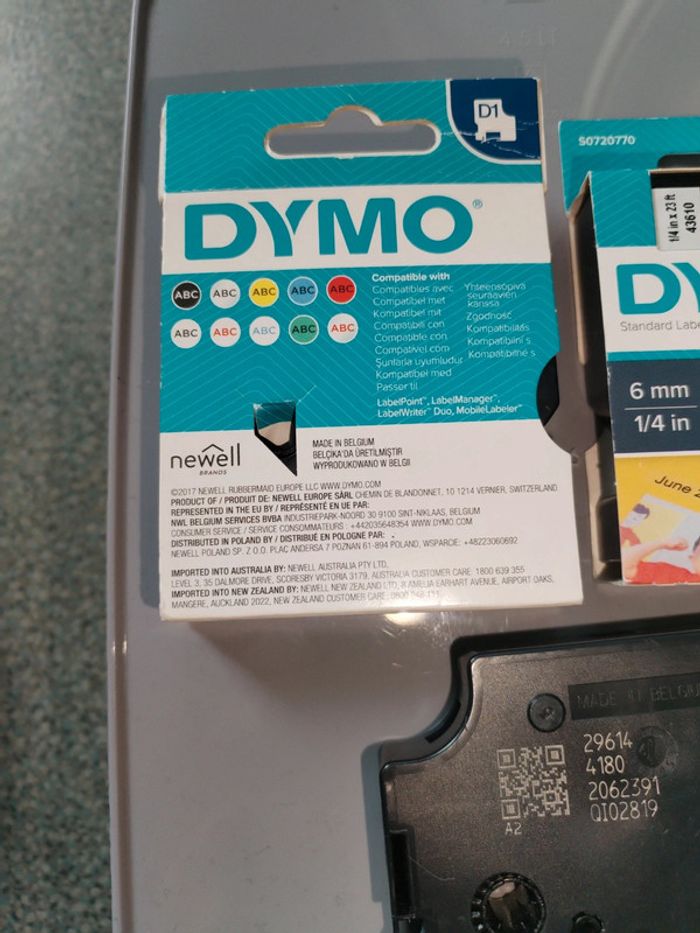 D1
DYMO®
ABC ABC ABC ABC ABC
ABC ABC ABC ABC ABC
Compatible with
Compatibles avec
Compatibel met
Kompatibel mit
Compatibili con
Compatible con
Compatível com
Şunlarla uyumludur
Kompatibel med
Passer til
Yhteensopiva
seuraavien
kanssa
Zgodność
Kompatibilitás
Kompatibilní s
Kompatibilné s
LabelPoint™, LabelManager™,
LabelWriter™ Duo, MobileLabeler™
newell
BRANDS
MADE IN BELGIUM
BELÇİKA'DA ÜRETİLMİŞTİR
WYPRODUKOWANO W BELGII
©2017 NEWELL RUBBERMAID EUROPE LLC WWW.DYMO.COM
PRODUCT OF / PRODUIT DE: NEWELL EUROPE SÀRL CHEMIN DE BLANDONNET, 10 1214 VERNIER, SWITZERLAND
REPRESENTED IN THE EU BY / REPRÉSENTÉ EN UE PAR:
NWL BELGIUM SERVICES BVBA INDUSTRIEPARK-NOORD 30 9100 SINT-NIKLAAS, BELGIUM
CONSUMER SERVICE / SERVICE CONSOMMATEURS : +442035648354 WWW.DYMO.COM
DISTRIBUTED IN POLAND BY / DISTRIBUÉ EN POLOGNE PAR:
NEWELL POLAND SP. Z O.O. PLAC ANDERSA 7 POZNAN 61-894 POLAND, WSPARCIE: +48223060692
IMPORTED INTO AUSTRALIA BY: NEWELL AUSTRALIA PTY LTD,
LEVEL 3, 35 DALMORE DRIVE, SCORESBY VICTORIA 3179, AUSTRALIA CUSTOMER CARE: 1800 639 355
IMPORTED INTO NEW ZEALAND BY: NEWELL NEW ZEALAND LTD, 8 AMELIA EARHART AVENUE, AIRPORT OAKS,
MANGERE, AUCKLAND 2022, NEW ZEALAND CUSTOMER CARE:
S0720770
1/4 in x 23 ft
43610
DY
Standard Labe
6 mm
1/4 in
June
MADE IN BELGIU
29614
4180
2062391
QI02819
A2